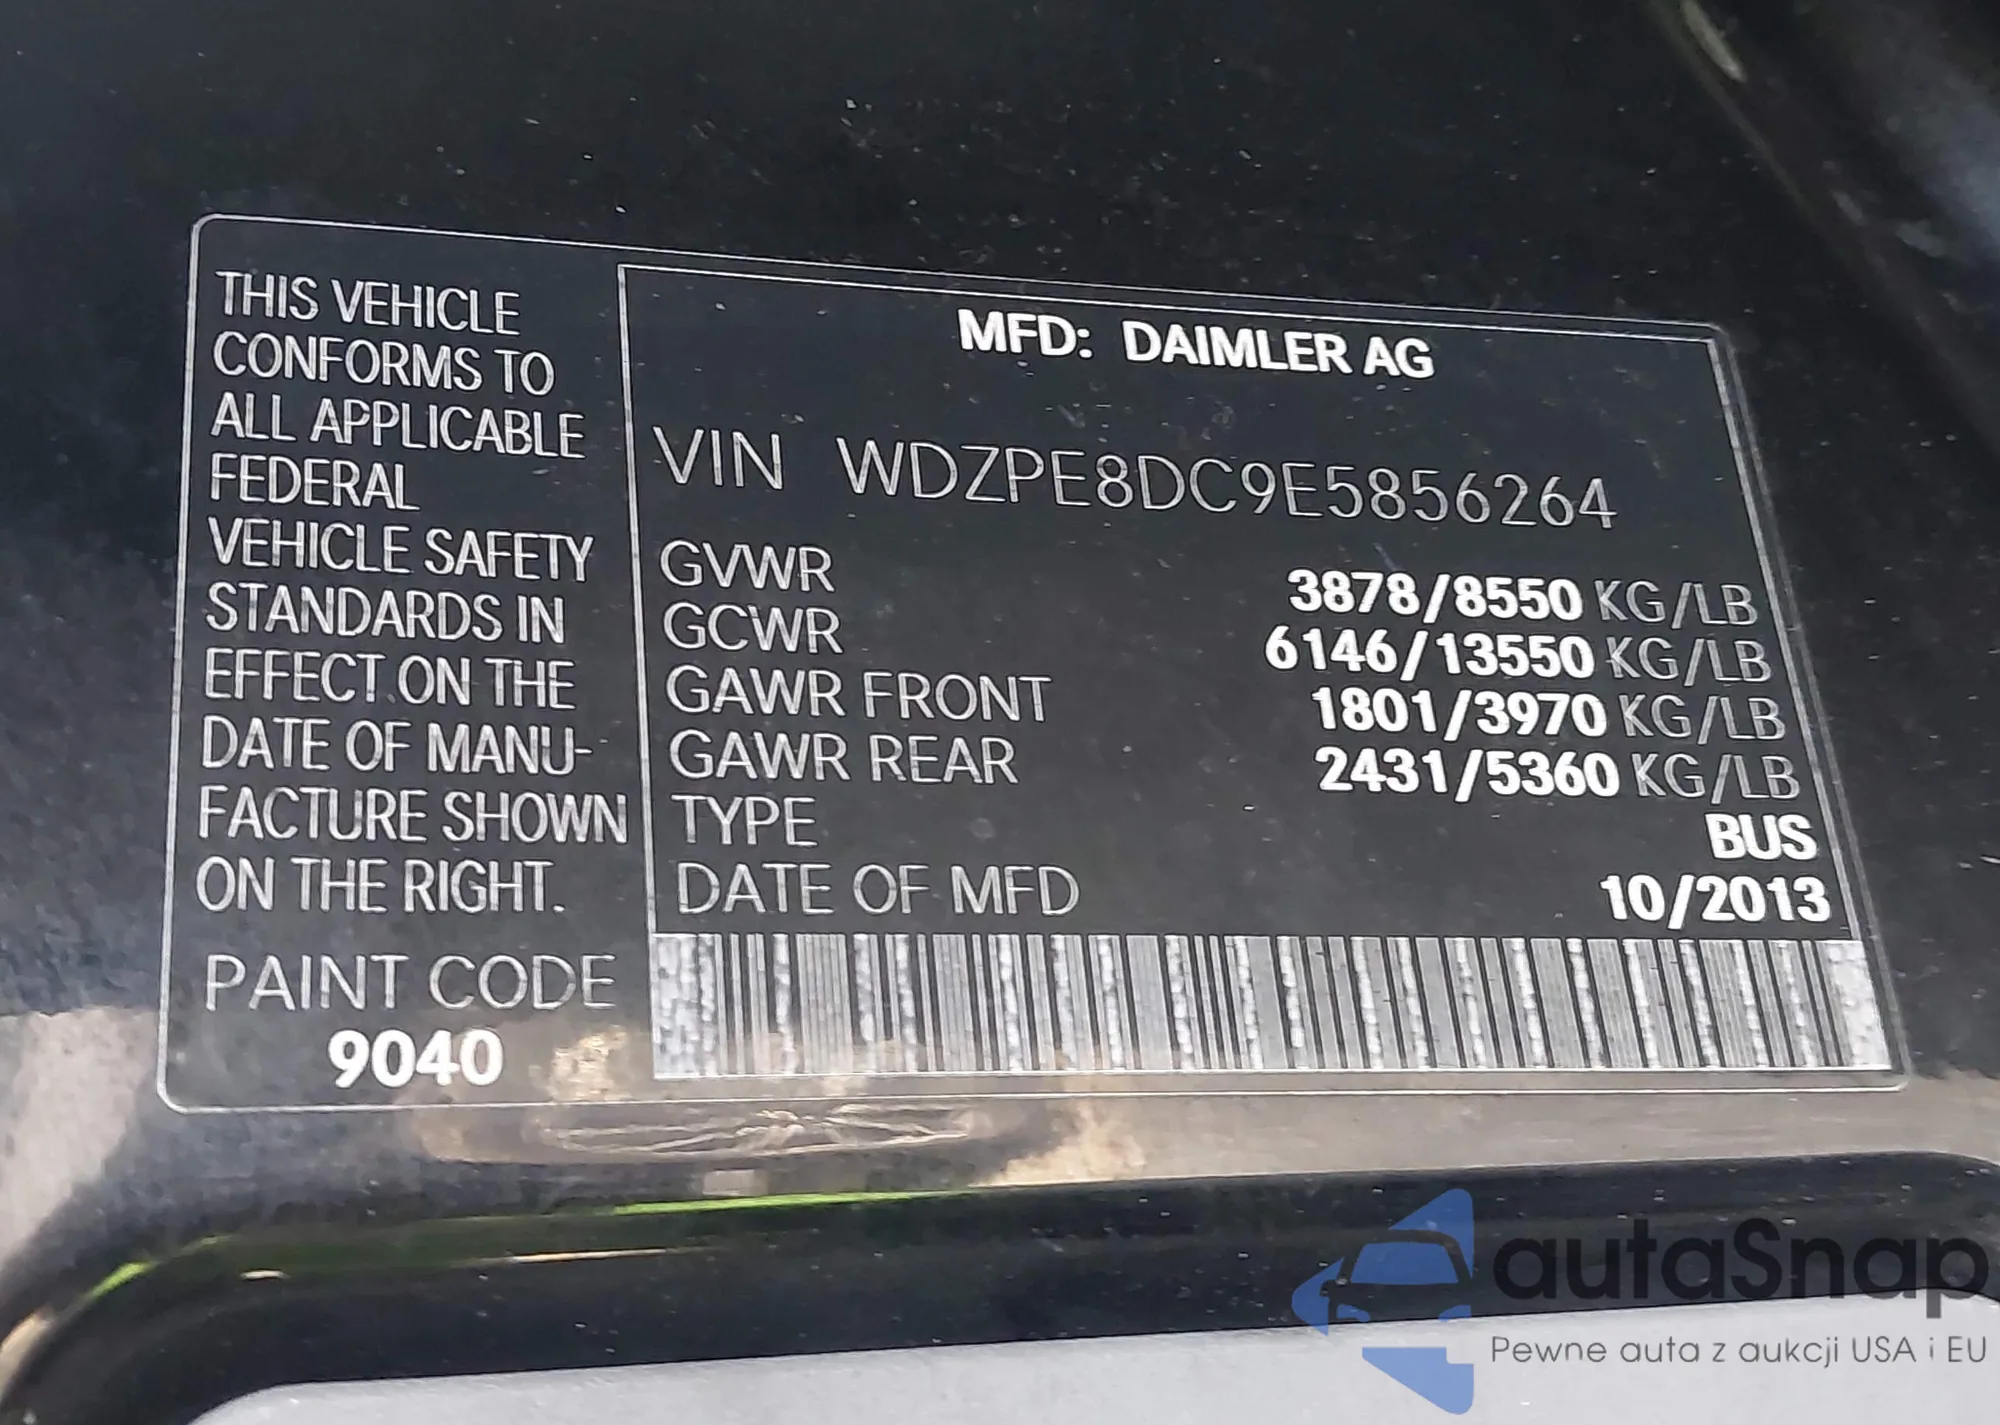 THIS VEHICLE
CONFORMS TO
ALL APPLICABLE
FEDERAL
VEHICLE SAFETY
STANDARDS IN
EFFECT ON THE
DATE OF MANU-
FACTURE SHOWN
ON THE RIGHT.
PAINT CODE
9040
MFD: DAIMLER AG
VIN WDZPE8DC9E5856264
GVWR 3878/8550 KG/LB
GCWR 6146/13550 KG/LB
GAWR FRONT 1801/3970 KG/LB
GAWR REAR 2431/5360 KG/LB
TYPE BUS
DATE OF MFD 10/2013
autaSnap
Pewne auta z aukcji USA i EU